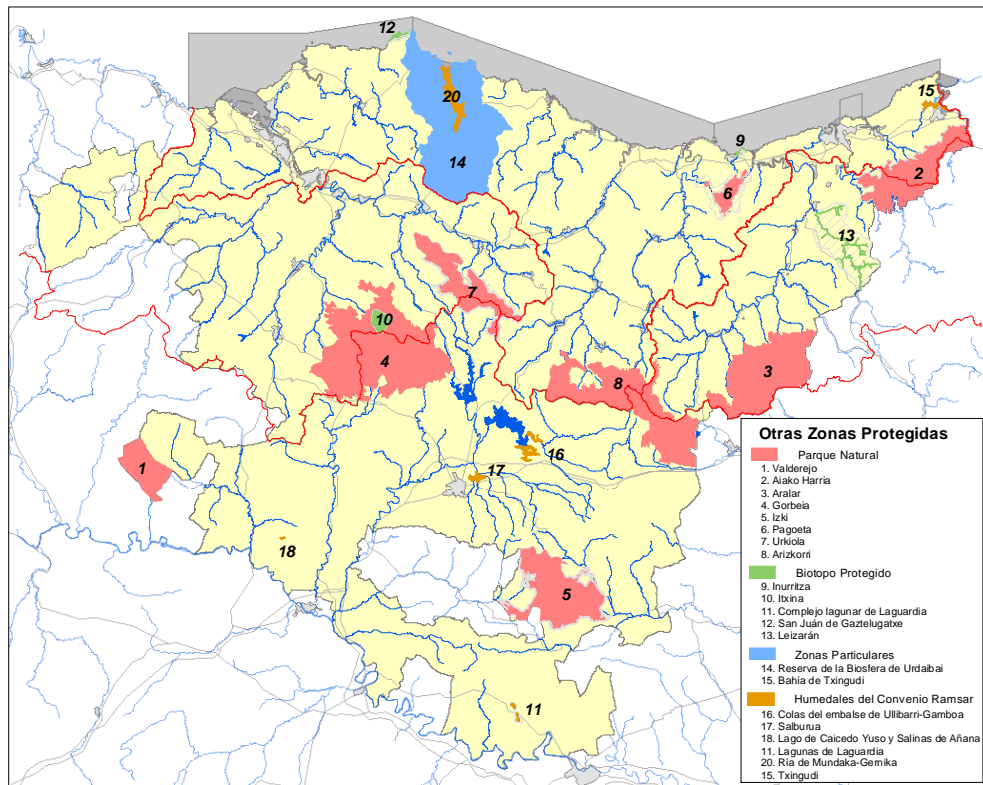 12
20
15
14
9
2
6
13
7
10
4
8
3
1
16
17
18
5
11
Otras Zonas Protegidas
Parque Natural
1. Valderejo
2. Aiako Harria
3. Aralar
4. Gorbeia
5. Izki
6. Pagoeta
7. Urkiola
8. Arizkorri
Biotopo Protegido
9. Inurritza
10. Itxina
11. Complejo lagunar de Laguardia
12. San Juán de Gaztelugatxe
13. Leizarán
Zonas Particulares
14. Reserva de la Biosfera de Urdaibai
15. Bahía de Txingudi
Humedales del Convenio Ramsar
16. Colas del embalse de Ullibarri-Gamboa
17. Salburua
18. Lago de Caicedo Yuso y Salinas de Añana
11. Lagunas de Laguardia
20. Ría de Mundaka-Gernika
15. Txingudi